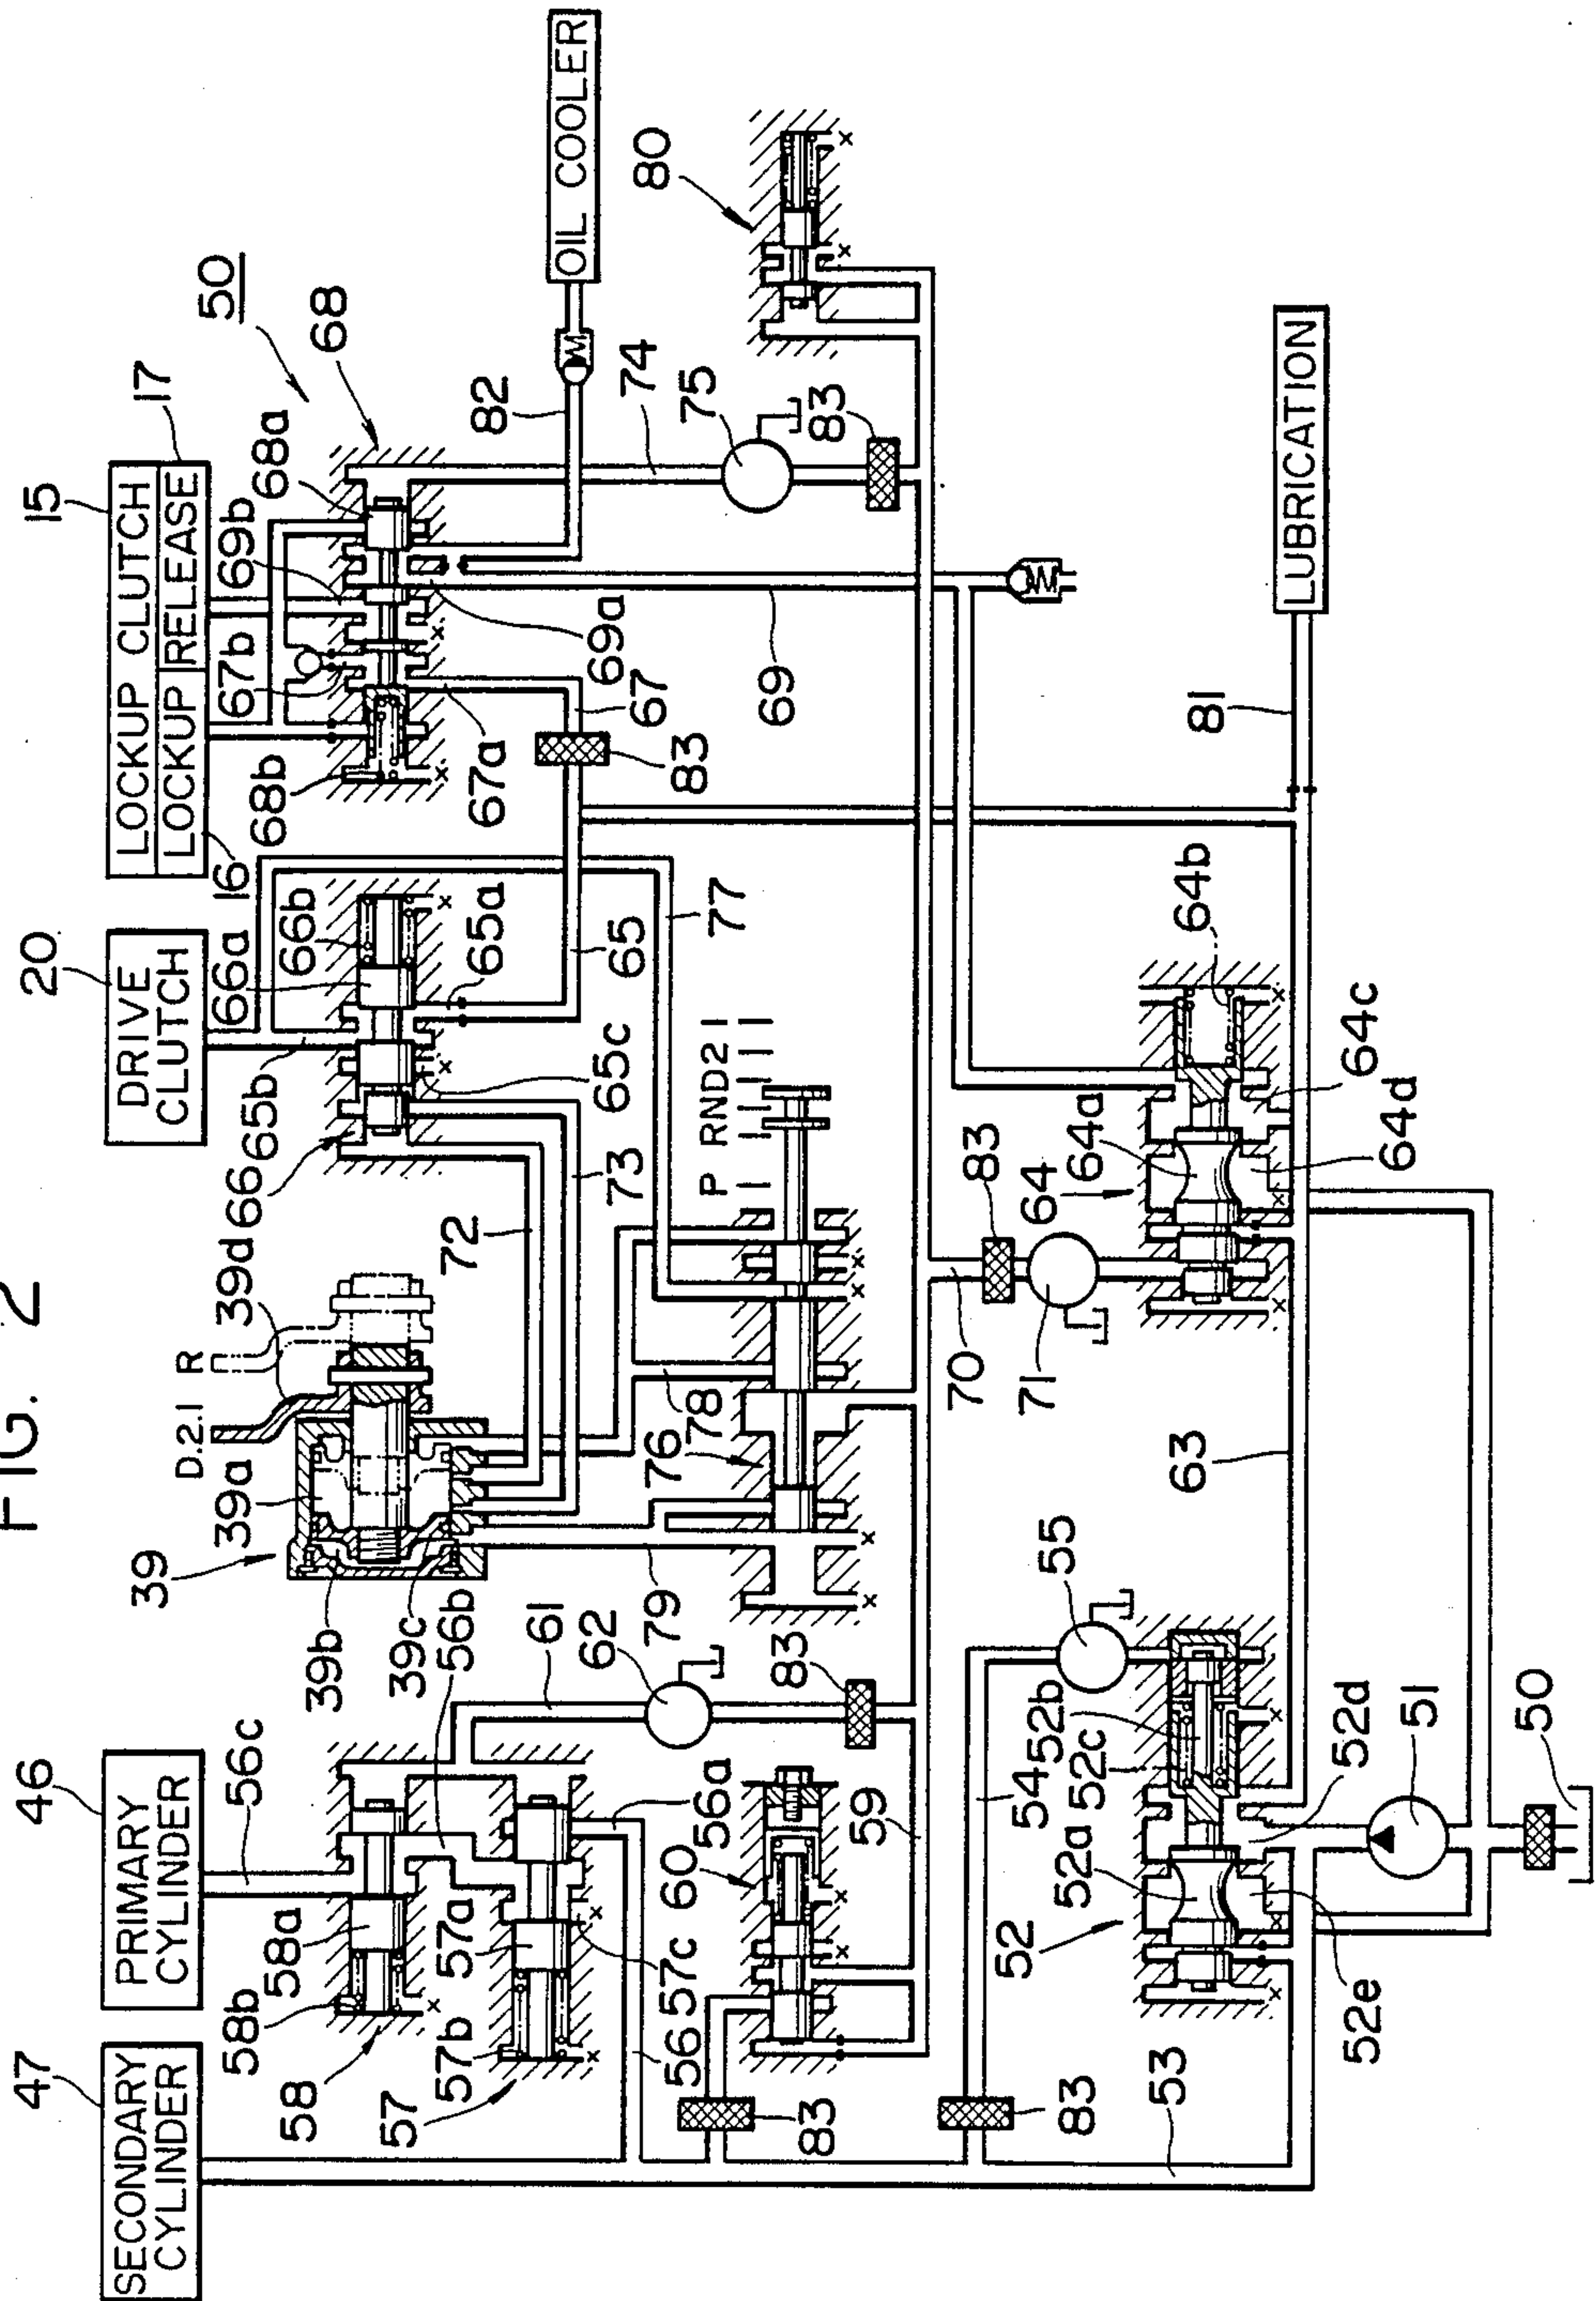 FIG. 2
47
SECONDARY
CYLINDER
46
PRIMARY
CYLINDER
20
DRIVE
CLUTCH
15
LOCKUP CLUTCH
LOCKUP
RELEASE
16
17
50
68
68a
68b
69b
67b
69a
67a
67
69
83
82
OIL COOLER
74
75
83
80
66a
66b
65b
66
65a
65
65c
77
72
73
D.2.1
R
39d
39a
39
39b
39c
56b
56c
58a
58b
58
57a
57b
57c
57
56
56a
61
62
83
79
78
76
P
R
N
D
2
1
60
59
83
83
54
55
52b
52c
52a
52
52d
52e
53
51
50
63
70
71
83
64
64a
64b
64c
64d
81
LUBRICATION